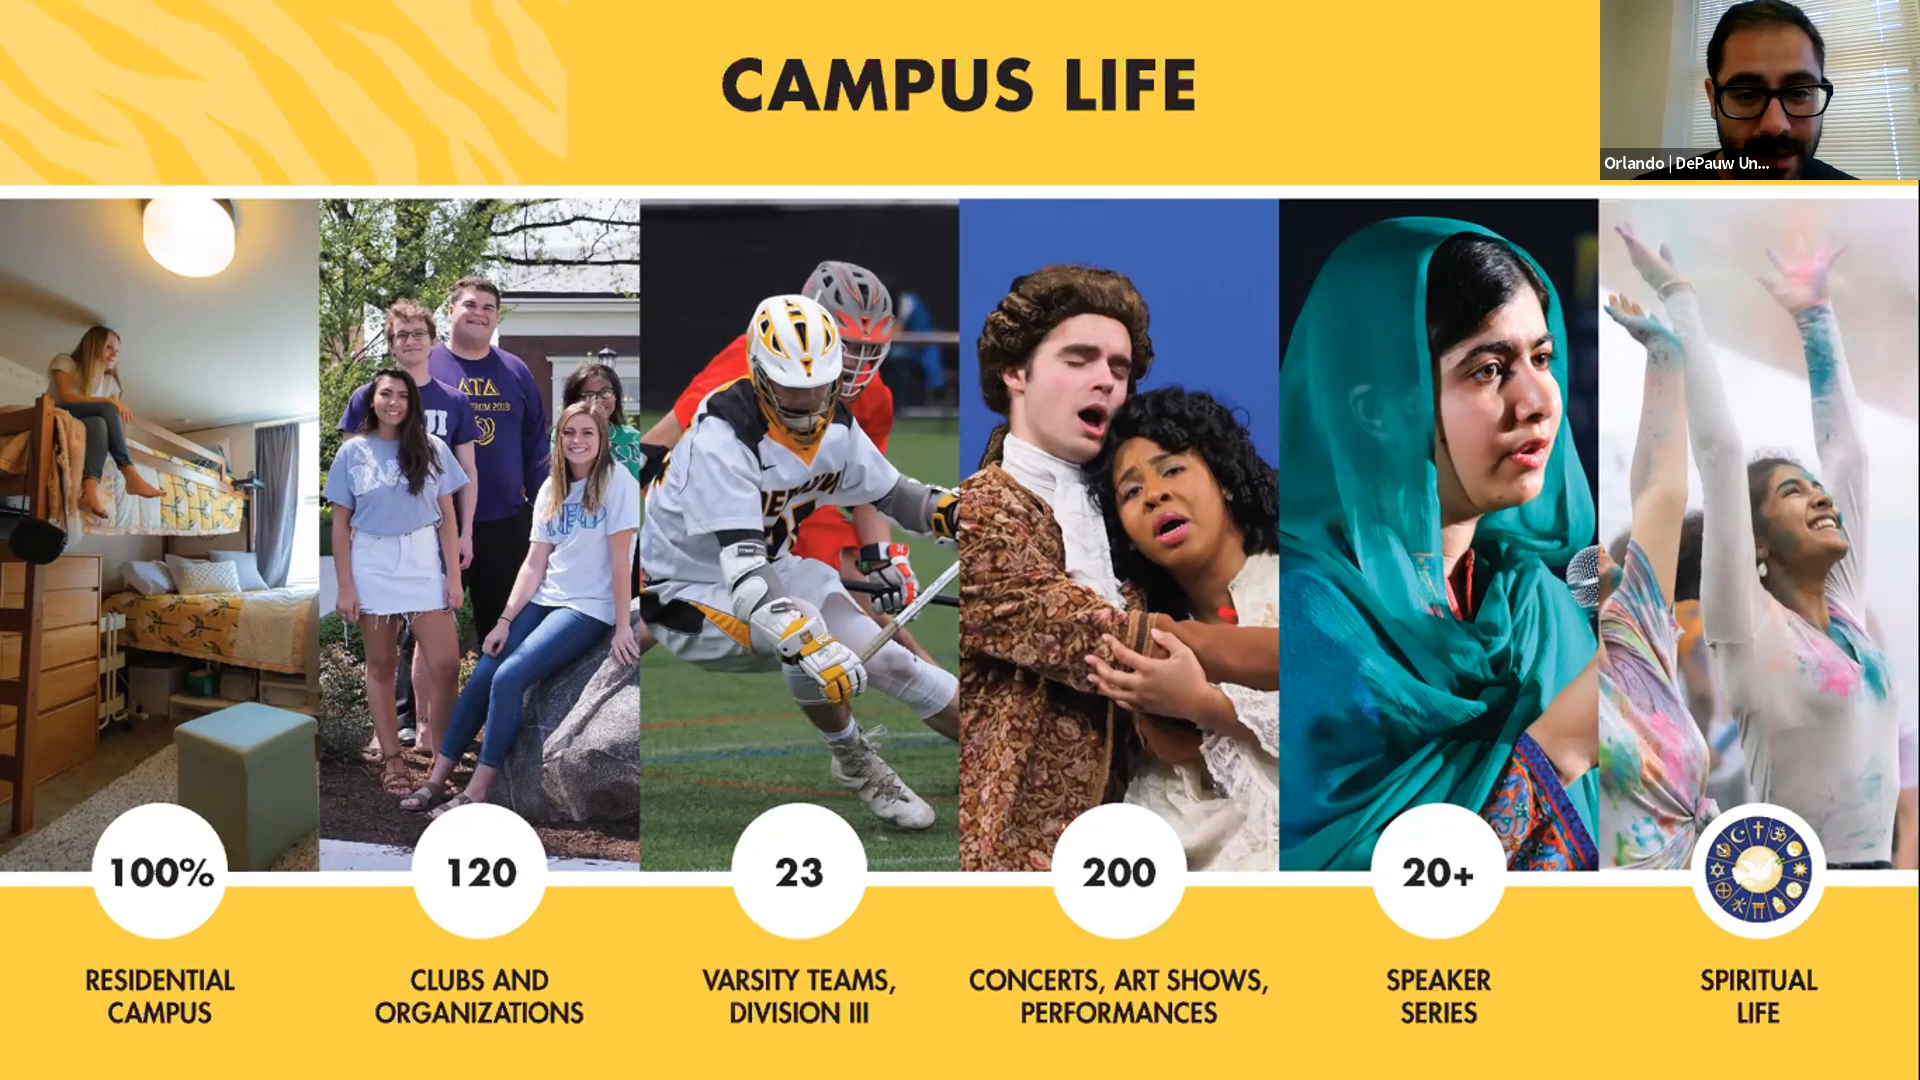 CAMPUS LIFE
Orlando | DePauw Un...
ΔTΔ
100%
120
23
200
20+
RESIDENTIAL
CAMPUS
CLUBS AND
ORGANIZATIONS
VARSITY TEAMS,
DIVISION III
CONCERTS, ART SHOWS,
PERFORMANCES
SPEAKER
SERIES
SPIRITUAL
LIFE